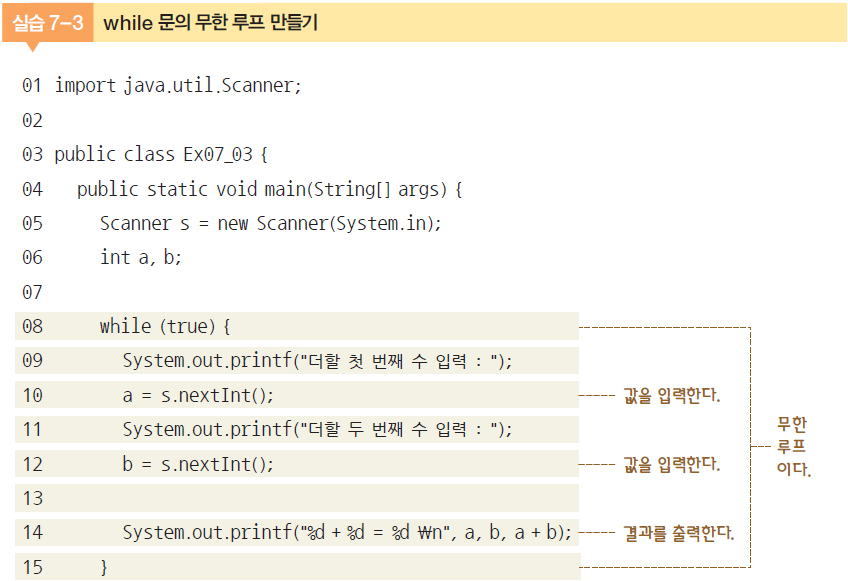 실습 7-3 while 문의 무한 루프 만들기
01 import java.util.Scanner;
02
03 public class Ex07_03 {
04 public static void main(String[] args) {
05 Scanner s = new Scanner(System.in);
06 int a, b;
07
08 while (true) {
09 System.out.printf("더할 첫 번째 수 입력 : ");
10 a = s.nextInt(); 값을 입력한다.
11 System.out.printf("더할 두 번째 수 입력 : ");
12 b = s.nextInt(); 값을 입력한다.
13
14 System.out.printf("%d + %d = %d ₩n", a, b, a + b); 결과를 출력한다.
15 }
무한
루프
이다.